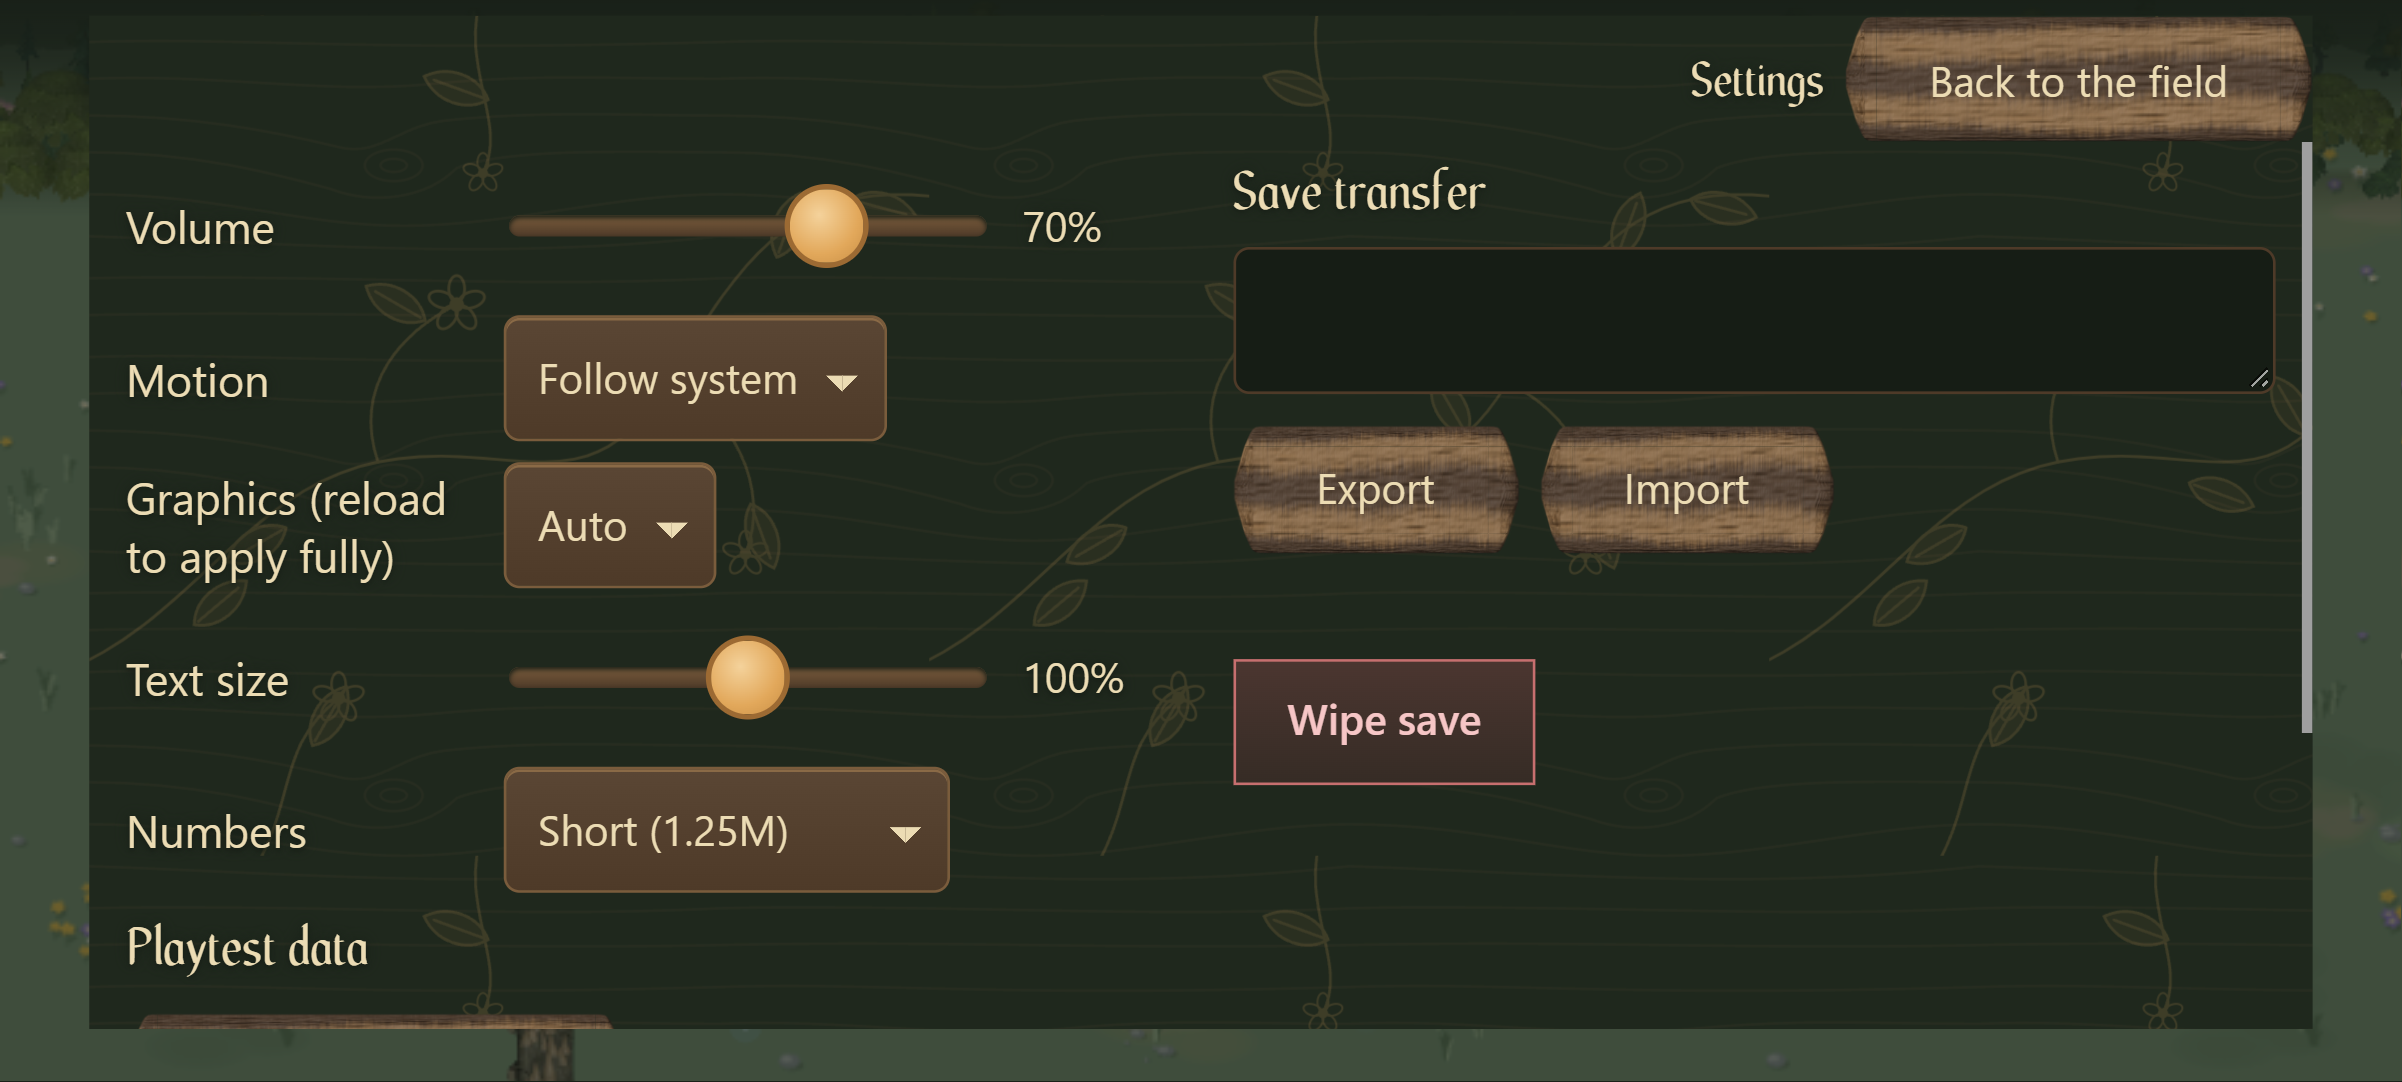 Settings
Back to the field
Volume
70%
Motion
Follow system
Graphics (reload
to apply fully)
Auto
Text size
100%
Numbers
Short (1.25M)
Playtest data
Save transfer
Export
Import
Wipe save